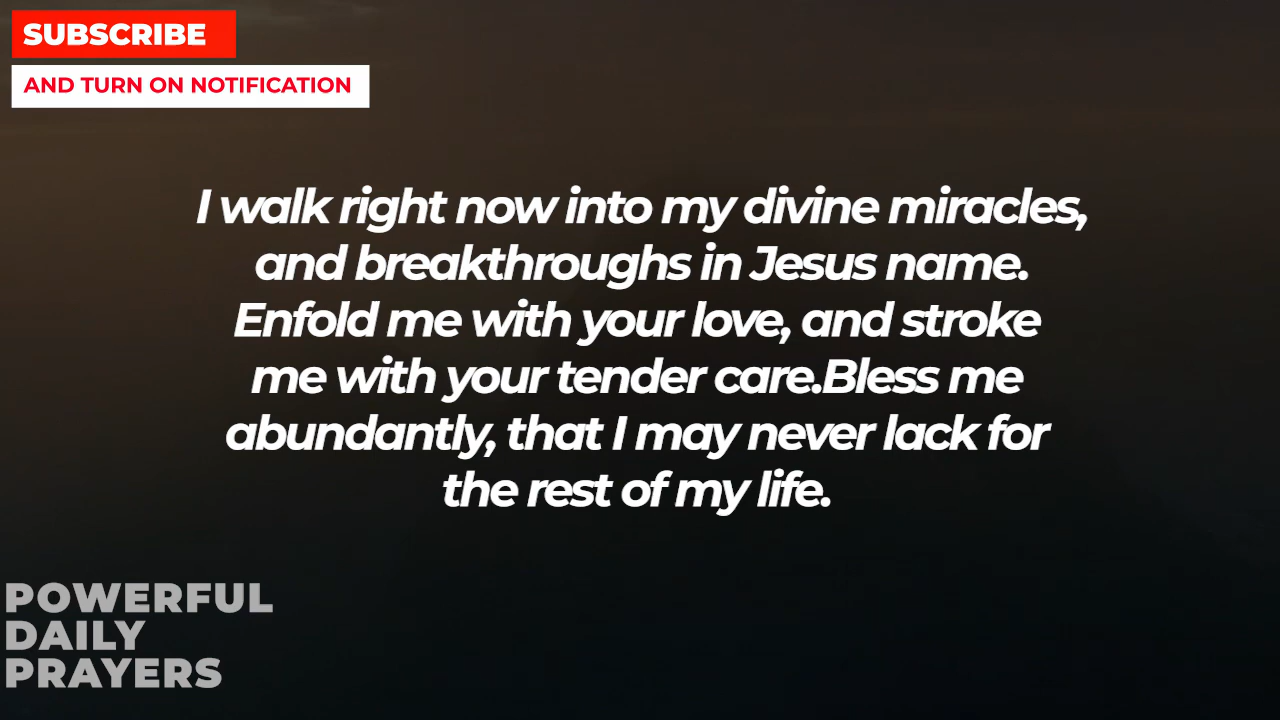 SUBSCRIBE
AND TURN ON NOTIFICATION
I walk right now into my divine miracles,
and breakthroughs in Jesus name.
Enfold me with your love, and stroke
me with your tender care.Bless me
abundantly, that I may never lack for
the rest of my life.
POWERFUL
DAILY
PRAYERS